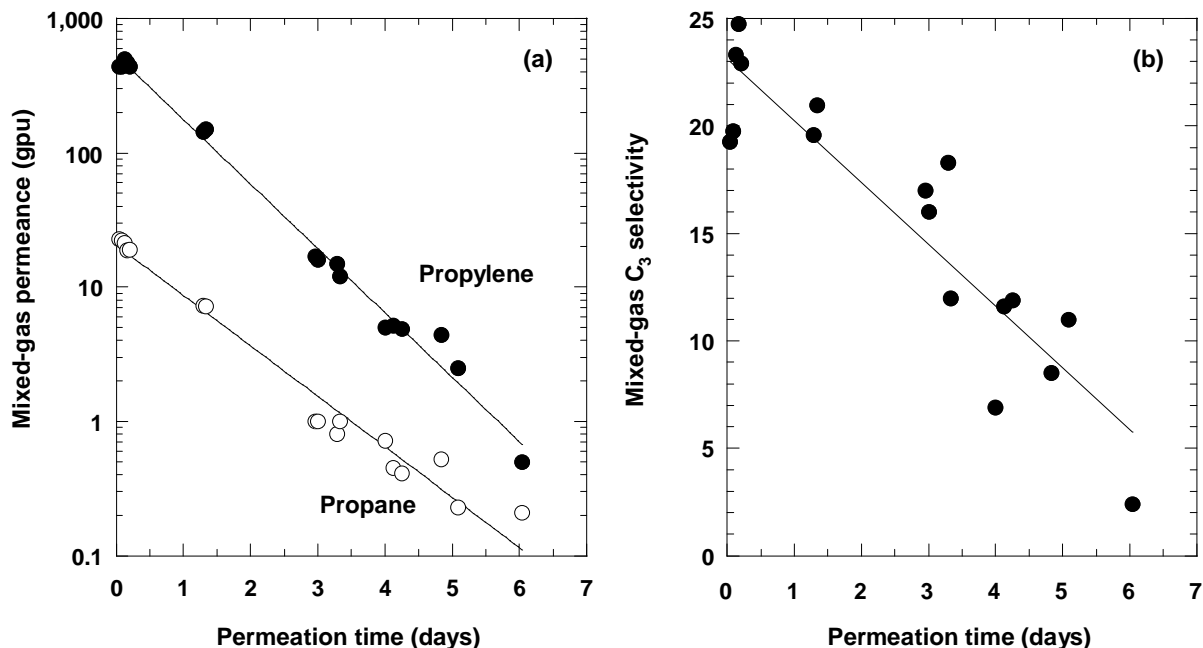 1,000
100
10
1
0.1
0 1 2 3 4 5 6 7
Mixed-gas permeance (gpu)
Permeation time (days)
(a)
Propylene
Propane
25
20
15
10
5
0
0 1 2 3 4 5 6 7
Mixed-gas C₃ selectivity
Permeation time (days)
(b)